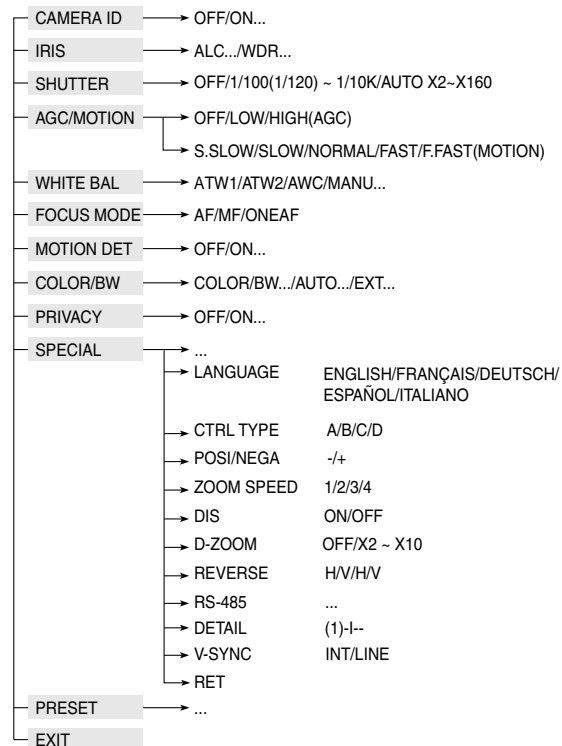 CAMERA ID OFF/ON...
IRIS ALC.../WDR...
SHUTTER OFF/1/100(1/120) ~ 1/10K/AUTO X2~X160
AGC/MOTION OFF/LOW/HIGH(AGC)
S.SLOW/SLOW/NORMAL/FAST/F.FAST(MOTION)
WHITE BAL ATW1/ATW2/AWC/MANU...
FOCUS MODE AF/MF/ONEAF
MOTION DET OFF/ON...
COLOR/BW COLOR/BW.../AUTO.../EXT...
PRIVACY OFF/ON...
SPECIAL ...
LANGUAGE ENGLISH/FRANÇAIS/DEUTSCH/
ESPAÑOL/ITALIANO
CTRL TYPE A/B/C/D
POSI/NEGA -/+
ZOOM SPEED 1/2/3/4
DIS ON/OFF
D-ZOOM OFF/X2 ~ X10
REVERSE H/V/H/V
RS-485 ...
DETAIL (1)-I--
V-SYNC INT/LINE
RET
PRESET ...
EXIT